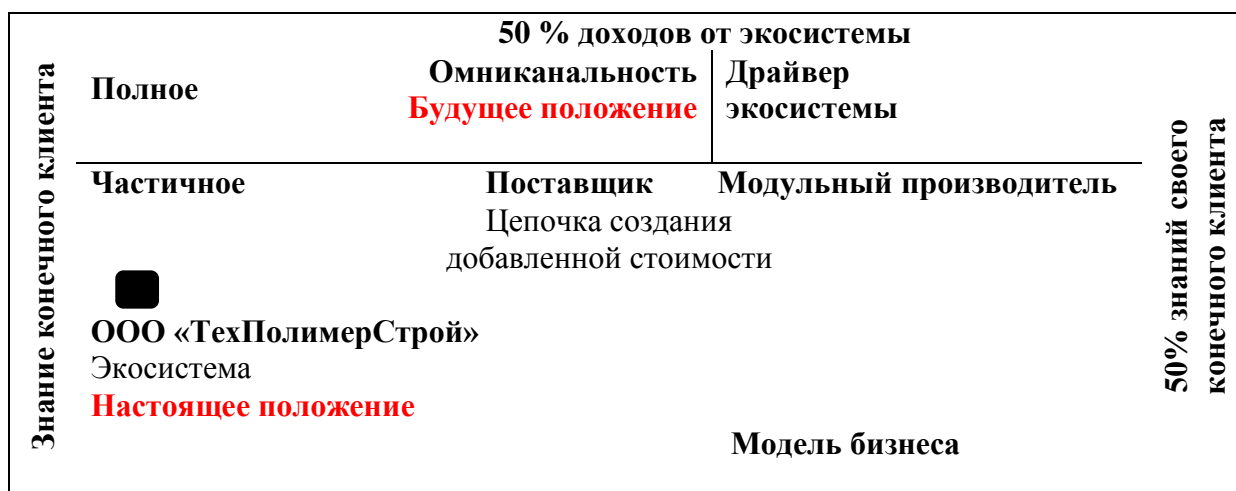 50 % доходов от экосистемы
Знание конечного клиента
Полное
Омниканальность
Будущее положение
Драйвер
экосистемы
Частичное
Поставщик
Модульный производитель
Цепочка создания
добавленной стоимости
ООО «ТехПолимерСтрой»
Экосистема
Настоящее положение
Модель бизнеса
50% знаний своего
конечного клиента